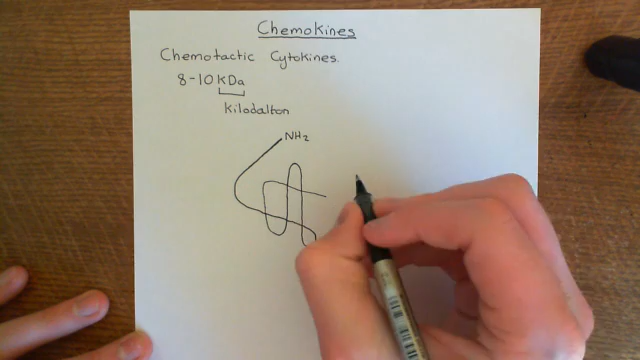 Chemokines
Chemotactic Cytokines.
8-10 kDa
kilodalton
NH₂